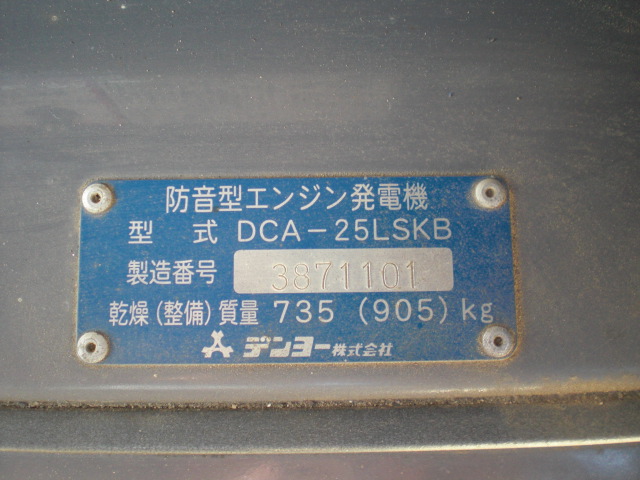 防音型エンジン発電機
型 式 DCA-25LSKB
製造番号 3871101
乾燥(整備)質量 735 (905)kg
デンヨー株式会社